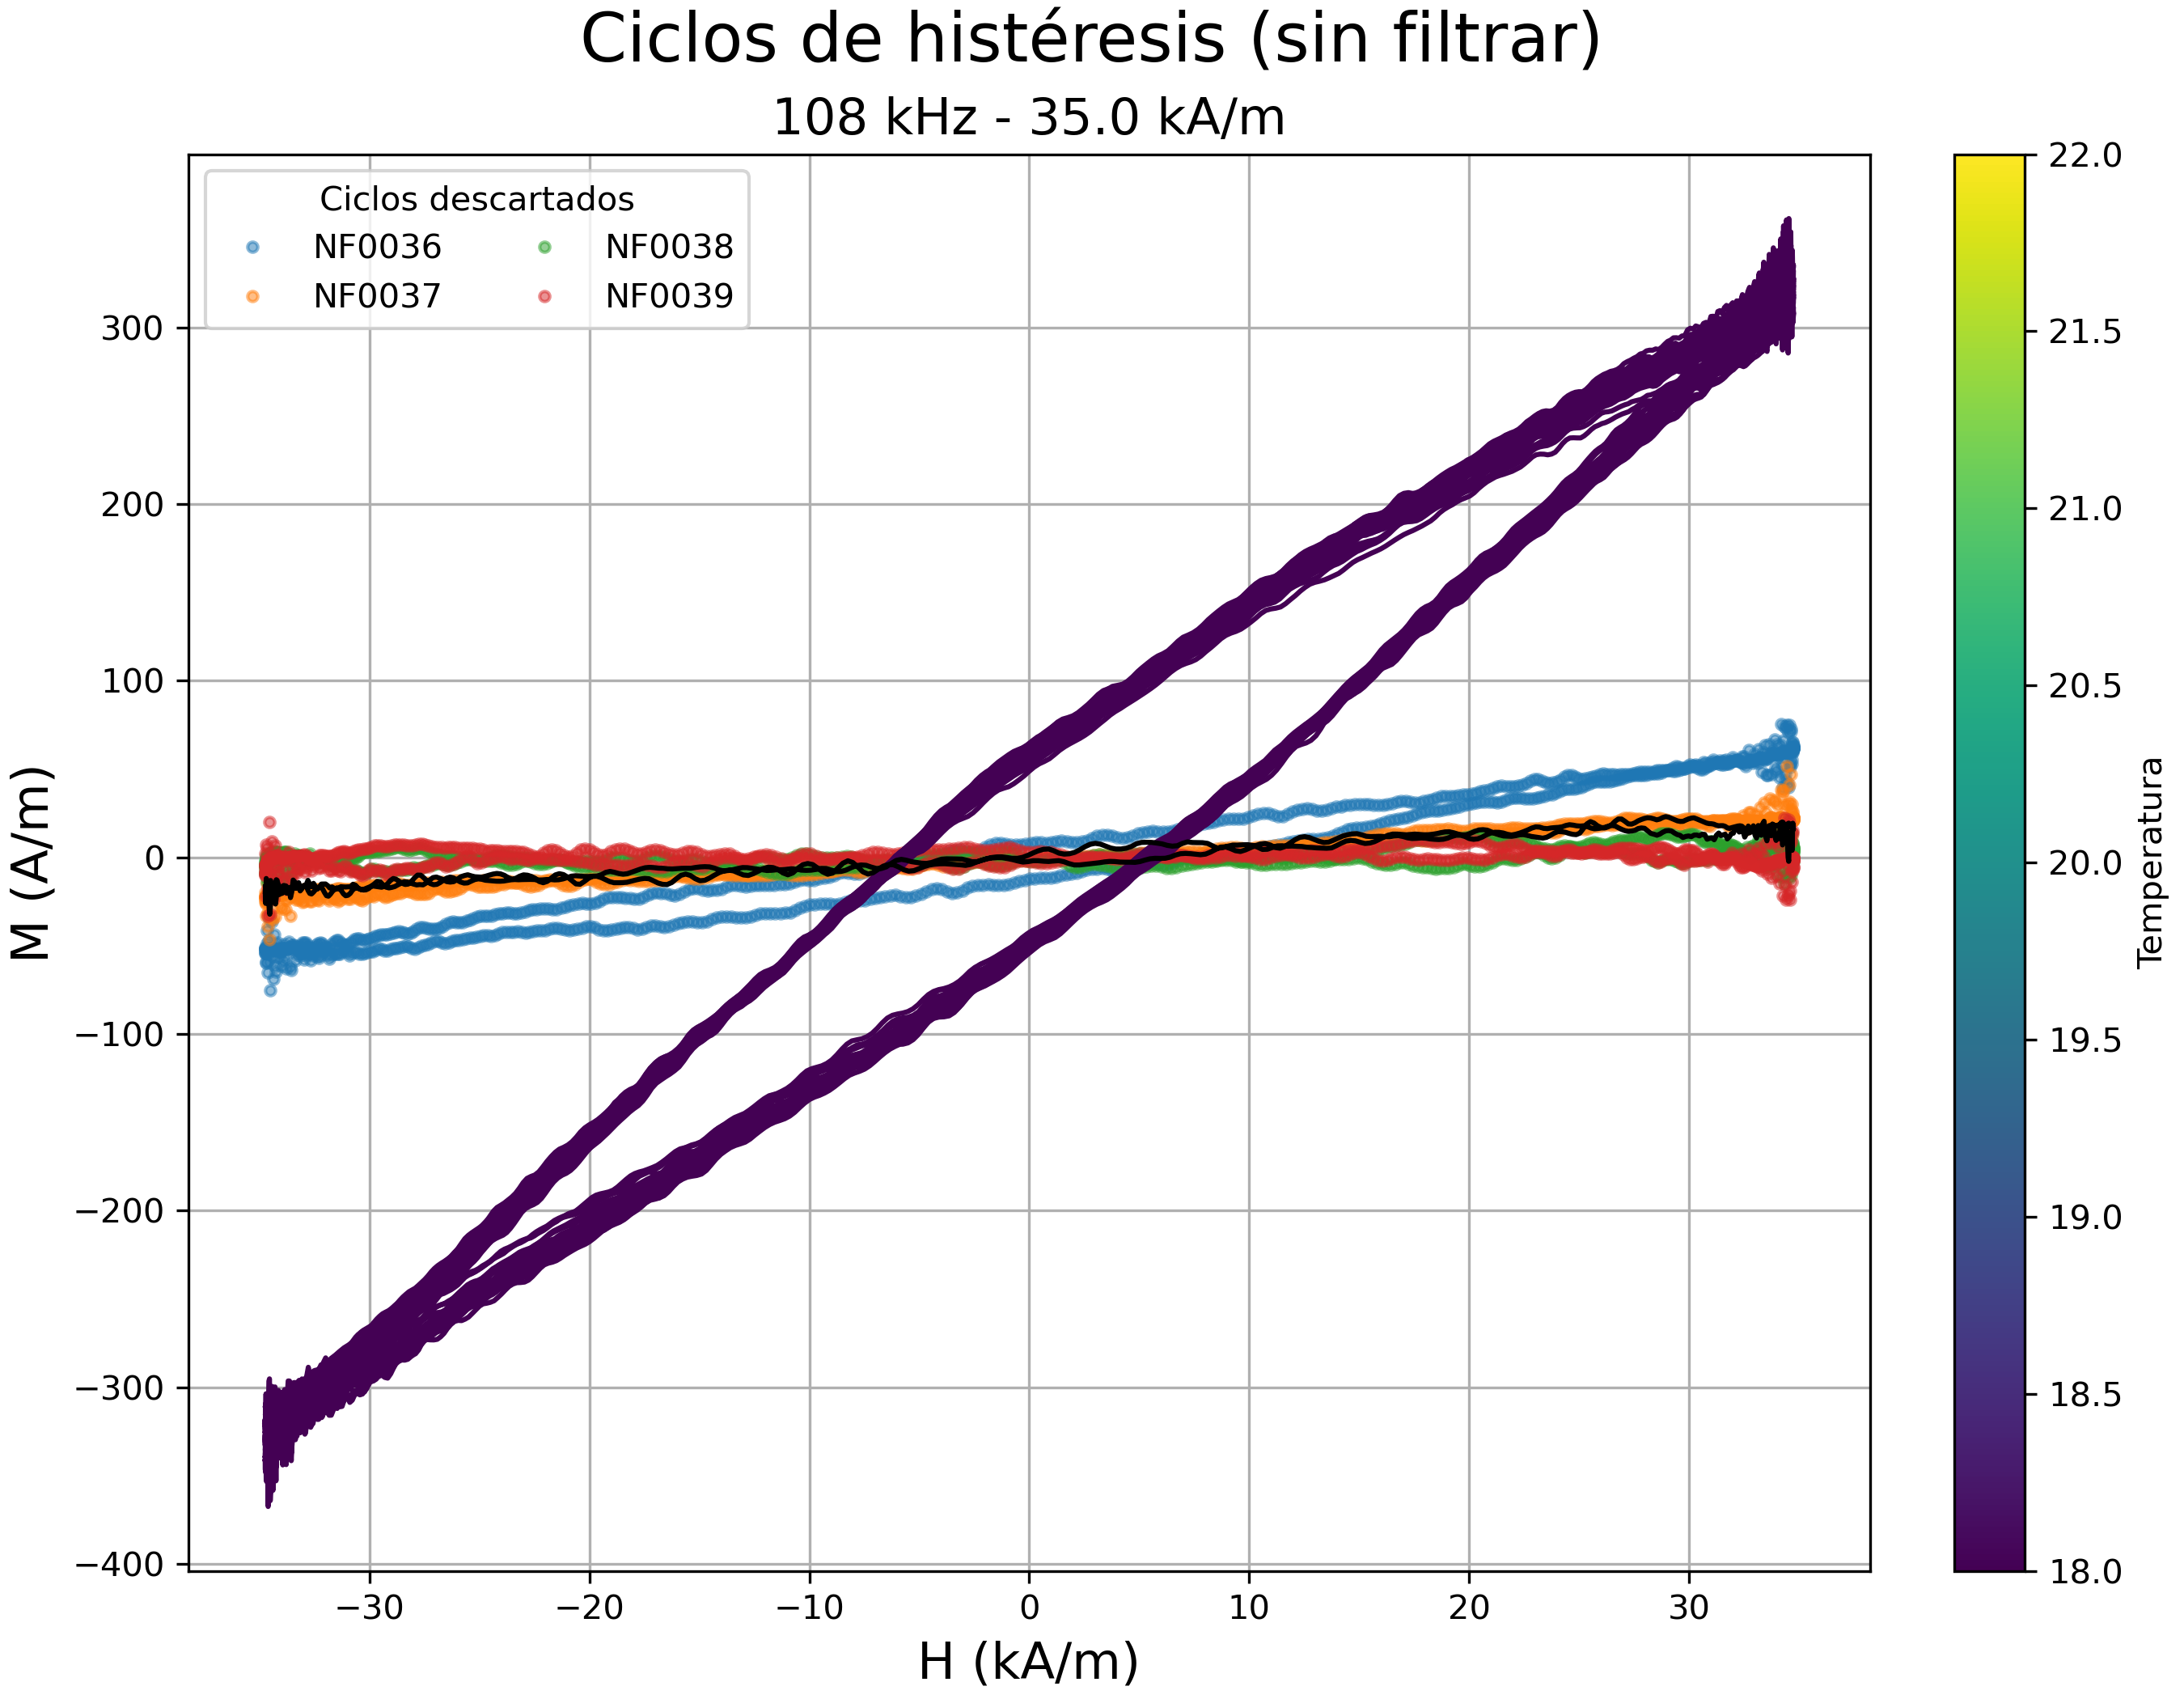 Ciclos de histéresis (sin filtrar)
108 kHz - 35.0 kA/m
Ciclos descartados
NF0036 NF0038
NF0037 NF0039
300
200
100
0
−100
−200
−300
−400
M (A/m)
−30 −20 −10 0 10 20 30
H (kA/m)
22.0
21.5
21.0
20.5
20.0
19.5
19.0
18.5
18.0
Temperatura